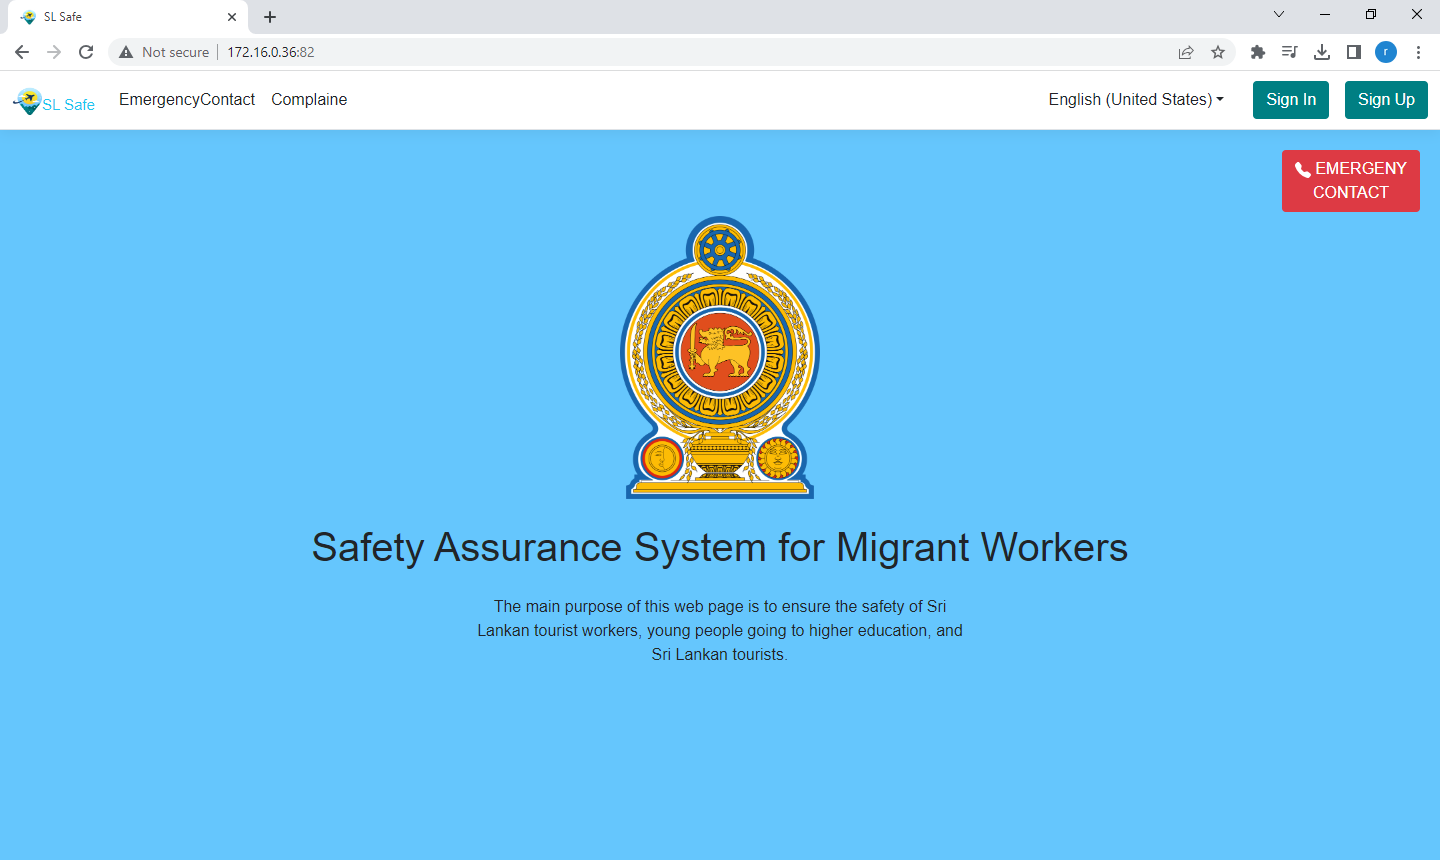 SL Safe
Not secure 172.16.0.36:82
r
SL Safe
EmergencyContact Complaine
English (United States)
Sign In
Sign Up
EMERGENY
CONTACT
Safety Assurance System for Migrant Workers
The main purpose of this web page is to ensure the safety of Sri
Lankan tourist workers, young people going to higher education, and
Sri Lankan tourists.